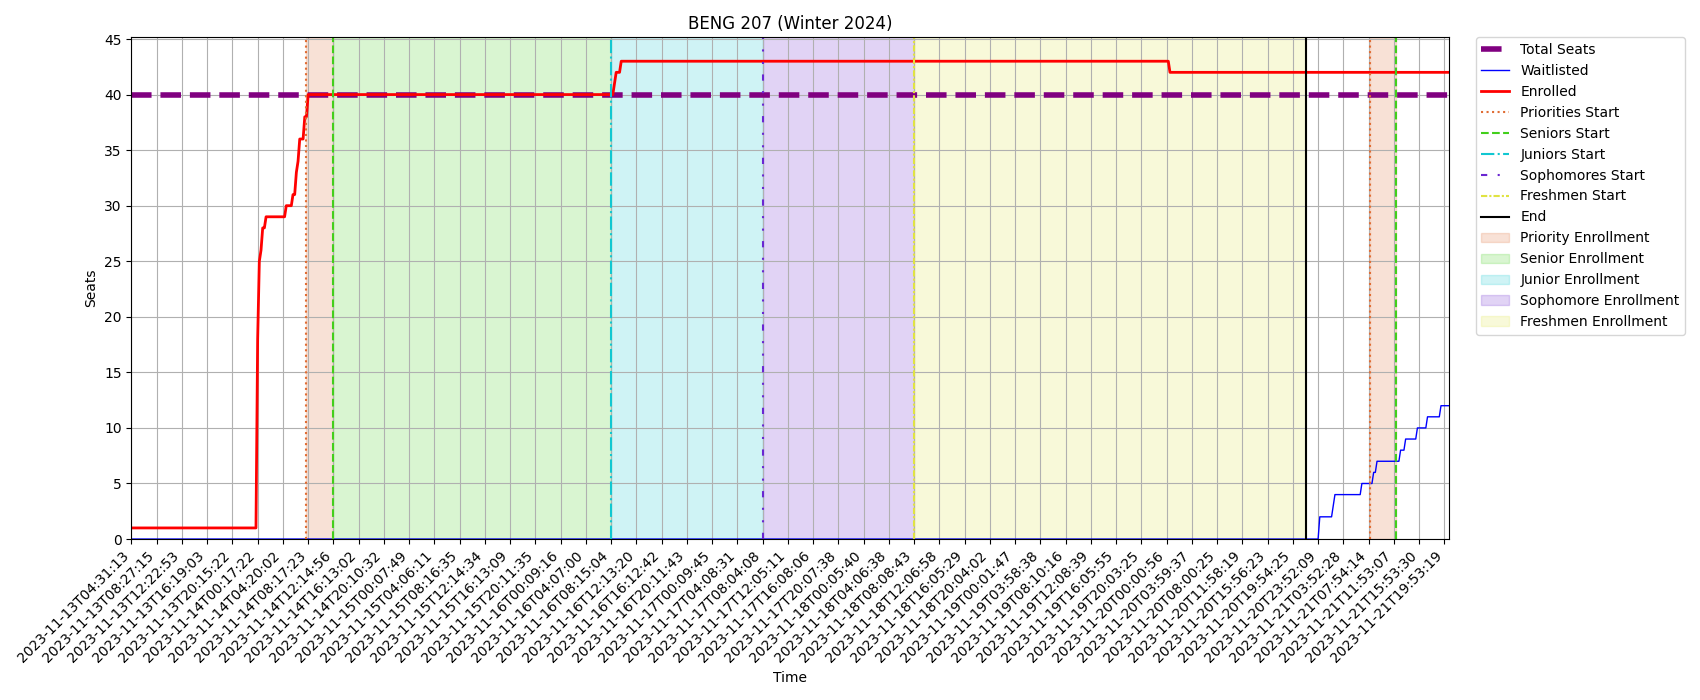 BENG 207 (Winter 2024)
45
40
35
30
25
20
15
10
5
0
Seats
2023-11-13T04:31:13
2023-11-13T08:27:15
2023-11-13T12:22:53
2023-11-13T16:19:03
2023-11-13T20:15:22
2023-11-14T00:17:22
2023-11-14T04:20:02
2023-11-14T08:17:23
2023-11-14T12:14:56
2023-11-14T16:13:02
2023-11-14T20:10:32
2023-11-15T00:07:49
2023-11-15T04:06:11
2023-11-15T08:16:35
2023-11-15T12:14:34
2023-11-15T16:13:09
2023-11-15T20:11:35
2023-11-16T00:09:16
2023-11-16T04:07:00
2023-11-16T08:15:04
2023-11-16T12:13:20
2023-11-16T16:12:42
2023-11-16T20:11:43
2023-11-17T00:09:45
2023-11-17T04:08:31
2023-11-17T08:04:08
2023-11-17T12:05:11
2023-11-17T16:08:06
2023-11-17T20:07:38
2023-11-18T00:05:40
2023-11-18T04:06:38
2023-11-18T08:08:43
2023-11-18T12:06:58
2023-11-18T16:05:29
2023-11-18T20:04:02
2023-11-19T00:01:47
2023-11-19T03:58:38
2023-11-19T08:10:16
2023-11-19T12:08:39
2023-11-19T16:05:55
2023-11-19T20:03:25
2023-11-20T00:00:56
2023-11-20T03:59:37
2023-11-20T08:00:25
2023-11-20T11:58:19
2023-11-20T15:56:23
2023-11-20T19:54:25
2023-11-20T23:52:09
2023-11-21T03:52:28
2023-11-21T07:54:14
2023-11-21T11:53:07
2023-11-21T15:53:30
2023-11-21T19:53:19
Time
Total Seats
Waitlisted
Enrolled
Priorities Start
Seniors Start
Juniors Start
Sophomores Start
Freshmen Start
End
Priority Enrollment
Senior Enrollment
Junior Enrollment
Sophomore Enrollment
Freshmen Enrollment